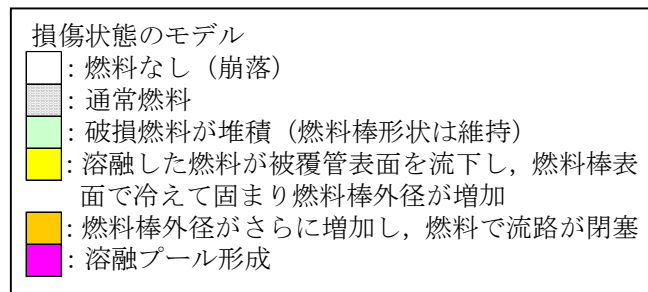 損傷状態のモデル
：燃料なし（崩落）
：通常燃料
：破損燃料が堆積（燃料棒形状は維持）
：溶融した燃料が被覆管表面を流下し，燃料棒表
面で冷えて固まり燃料棒外径が増加
：燃料棒外径がさらに増加し，燃料で流路が閉塞
：溶融プール形成